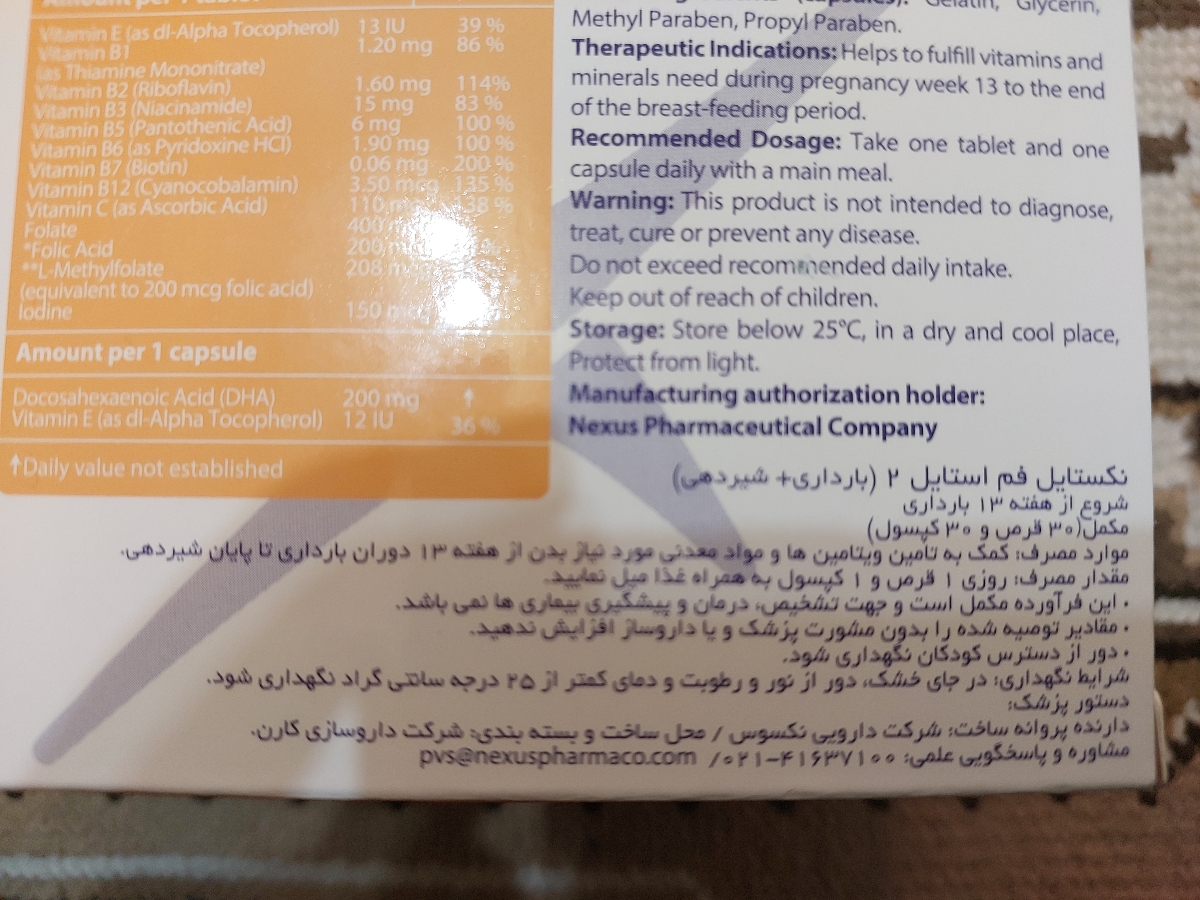 Vitamin E (as dl-Alpha Tocopherol) 13 IU 39 %
Vitamin B1 1.20 mg 86 %
(as Thiamine Mononitrate)
Vitamin B2 (Riboflavin) 1.60 mg 114%
Vitamin B3 (Niacinamide) 15 mg 83 %
Vitamin B5 (Pantothenic Acid) 6 mg 100 %
Vitamin B6 (as Pyridoxine HCl) 1.90 mg 100 %
Vitamin B7 (Biotin) 0.06 mg 200 %
Vitamin B12 (Cyanocobalamin) 3.50 mcg 135 %
Vitamin C (as Ascorbic Acid) 110 138 %
Folate 400
*Folic Acid 200
**L-Methylfolate 208
(equivalent to 200 mcg folic acid)
Iodine 150 mcg
Amount per 1 capsule
Docosahexaenoic Acid (DHA) 200 mg ↑
Vitamin E (as dl-Alpha Tocopherol) 12 IU 36 %
↑Daily value not established
Gelatin, Glycerin,
Methyl Paraben, Propyl Paraben.
Therapeutic Indications: Helps to fulfill vitamins and
minerals need during pregnancy week 13 to the end
of the breast-feeding period.
Recommended Dosage: Take one tablet and one
capsule daily with a main meal.
Warning: This product is not intended to diagnose,
treat, cure or prevent any disease.
Do not exceed recommended daily intake.
Keep out of reach of children.
Storage: Store below 25°C, in a dry and cool place,
Protect from light.
Manufacturing authorization holder:
Nexus Pharmaceutical Company
نکستایل فم استایل ۲ (بارداری+ شیردهی)
شروع از هفته ۱۳ بارداری
مکمل(۳۰ قرص و ۳۰ کپسول)
موارد مصرف: کمک به تامین ویتامین ها و مواد معدنی مورد نیاز بدن از هفته ۱۳ دوران بارداری تا پایان شیردهی.
مقدار مصرف: روزی ۱ قرص و ۱ کپسول به همراه غذا میل نمایید.
• این فرآورده مکمل است و جهت تشخیص، درمان و پیشگیری بیماری ها نمی باشد.
• مقادیر توصیه شده را بدون مشورت پزشک و یا داروساز افزایش ندهید.
• دور از دسترس کودکان نگهداری شود.
شرایط نگهداری: در جای خشک، دور از نور و رطوبت و دمای کمتر از ۲۵ درجه سانتی گراد نگهداری شود.
دستور پزشک:
دارنده پروانه ساخت: شرکت دارویی نکسوس / محل ساخت و بسته بندی: شرکت داروسازی کارن.
مشاوره و پاسخگویی علمی: ۰۲۱-۴۱۶۳۷۱۰۰/ pvs@nexuspharmaco.com